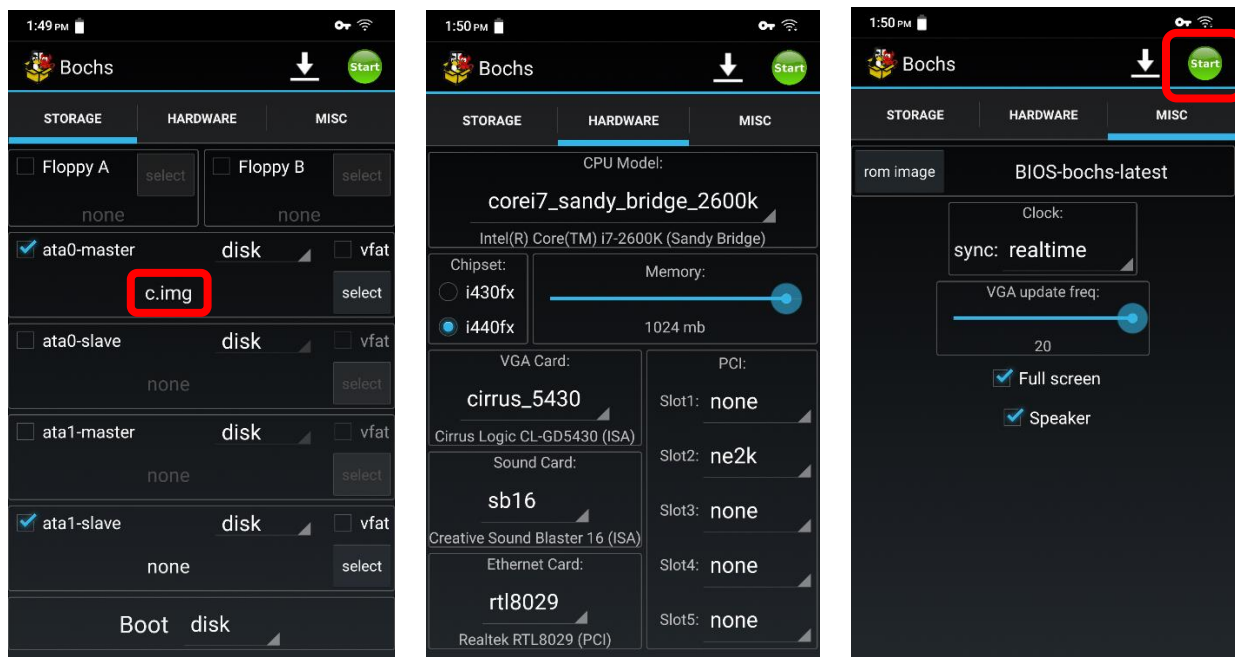 1:49 PM
Bochs
Start
STORAGE HARDWARE MISC
Floppy A select Floppy B select
none none
ata0-master disk vfat
c.img select
ata0-slave disk vfat
none select
ata1-master disk vfat
none select
ata1-slave disk vfat
none select
Boot disk
1:50 PM
Bochs
Start
STORAGE HARDWARE MISC
CPU Model:
corei7_sandy_bridge_2600k
Intel(R) Core(TM) i7-2600K (Sandy Bridge)
Chipset:
i430fx
i440fx
Memory:
1024 mb
VGA Card:
cirrus_5430
Cirrus Logic CL-GD5430 (ISA)
Sound Card:
sb16
Creative Sound Blaster 16 (ISA)
Ethernet Card:
rtl8029
Realtek RTL8029 (PCI)
PCI:
Slot1: none
Slot2: ne2k
Slot3: none
Slot4: none
Slot5: none
1:50 PM
Bochs
Start
STORAGE HARDWARE MISC
rom image BIOS-bochs-latest
Clock:
sync: realtime
VGA update freq:
20
Full screen
Speaker